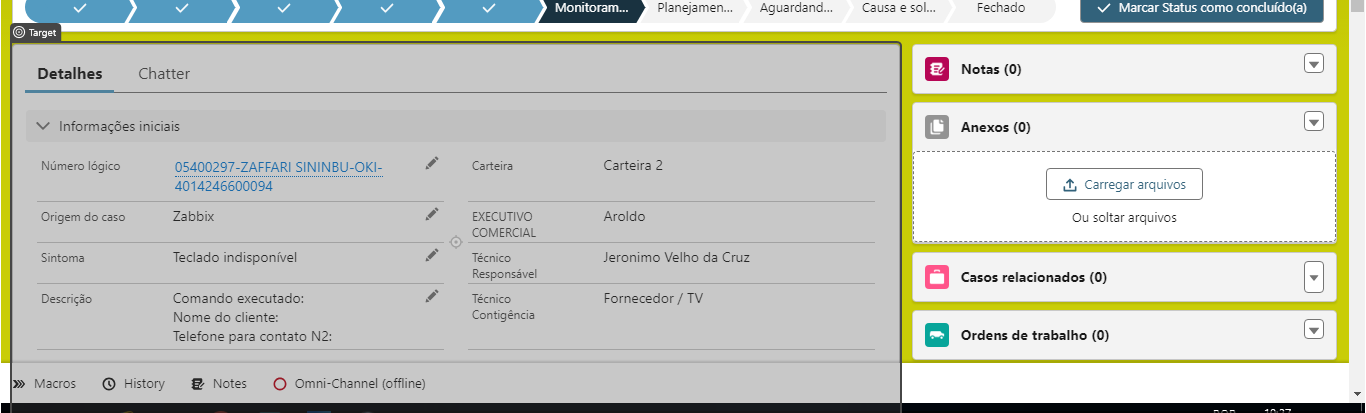 Monitoram...
Planejamen...
Aguardand...
Causa e sol...
Fechado
Marcar Status como concluído(a)
Target
Detalhes
Chatter
Informações iniciais
Número lógico
05400297-ZAFFARI SININBU-OKI-
4014246600094
Carteira
Carteira 2
Origem do caso
Zabbix
EXECUTIVO
COMERCIAL
Aroldo
Sintoma
Teclado indisponível
Técnico
Responsável
Jeronimo Velho da Cruz
Descrição
Comando executado:
Nome do cliente:
Telefone para contato N2:
Técnico
Contigência
Fornecedor / TV
Notas (0)
Anexos (0)
Carregar arquivos
Ou soltar arquivos
Casos relacionados (0)
Ordens de trabalho (0)
Macros
History
Notes
Omni-Channel (offline)